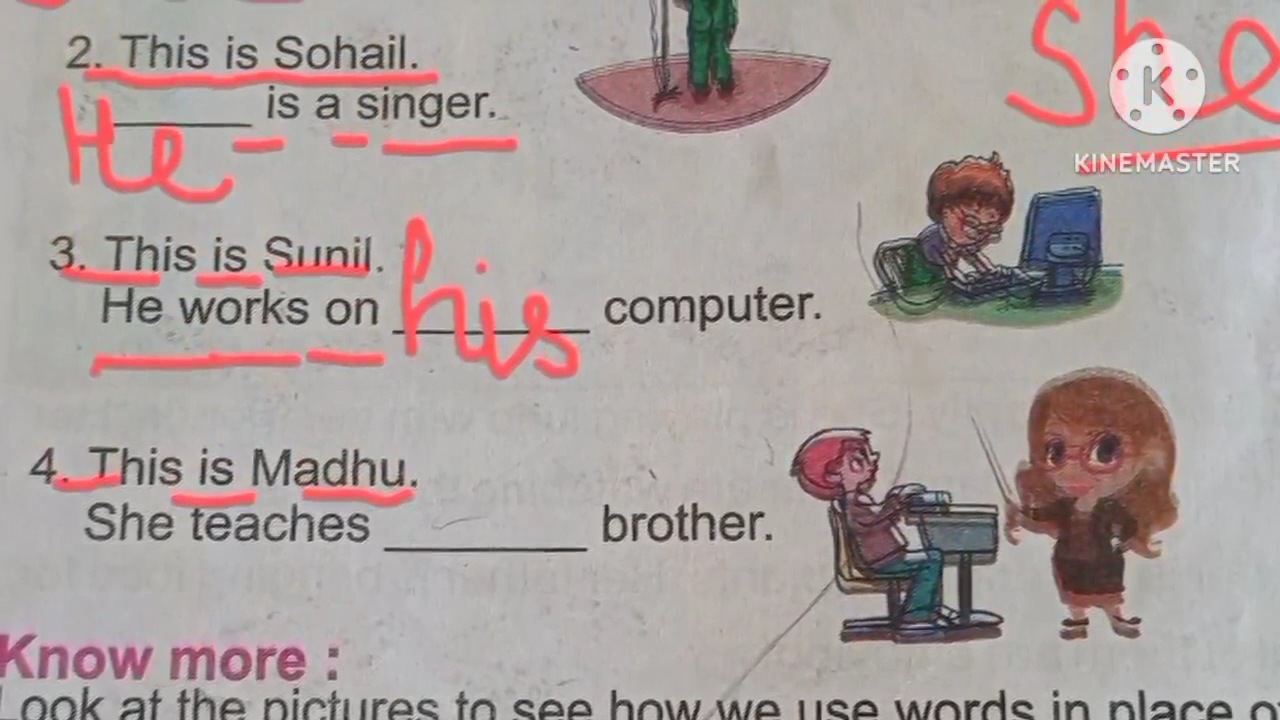 She
KINEMASTER
2. This is Sohail.
He is a singer.
3. This is Sunil.
He works on his computer.
4. This is Madhu.
She teaches ________ brother.
Know more :
Look at the pictures to see how we use words in place